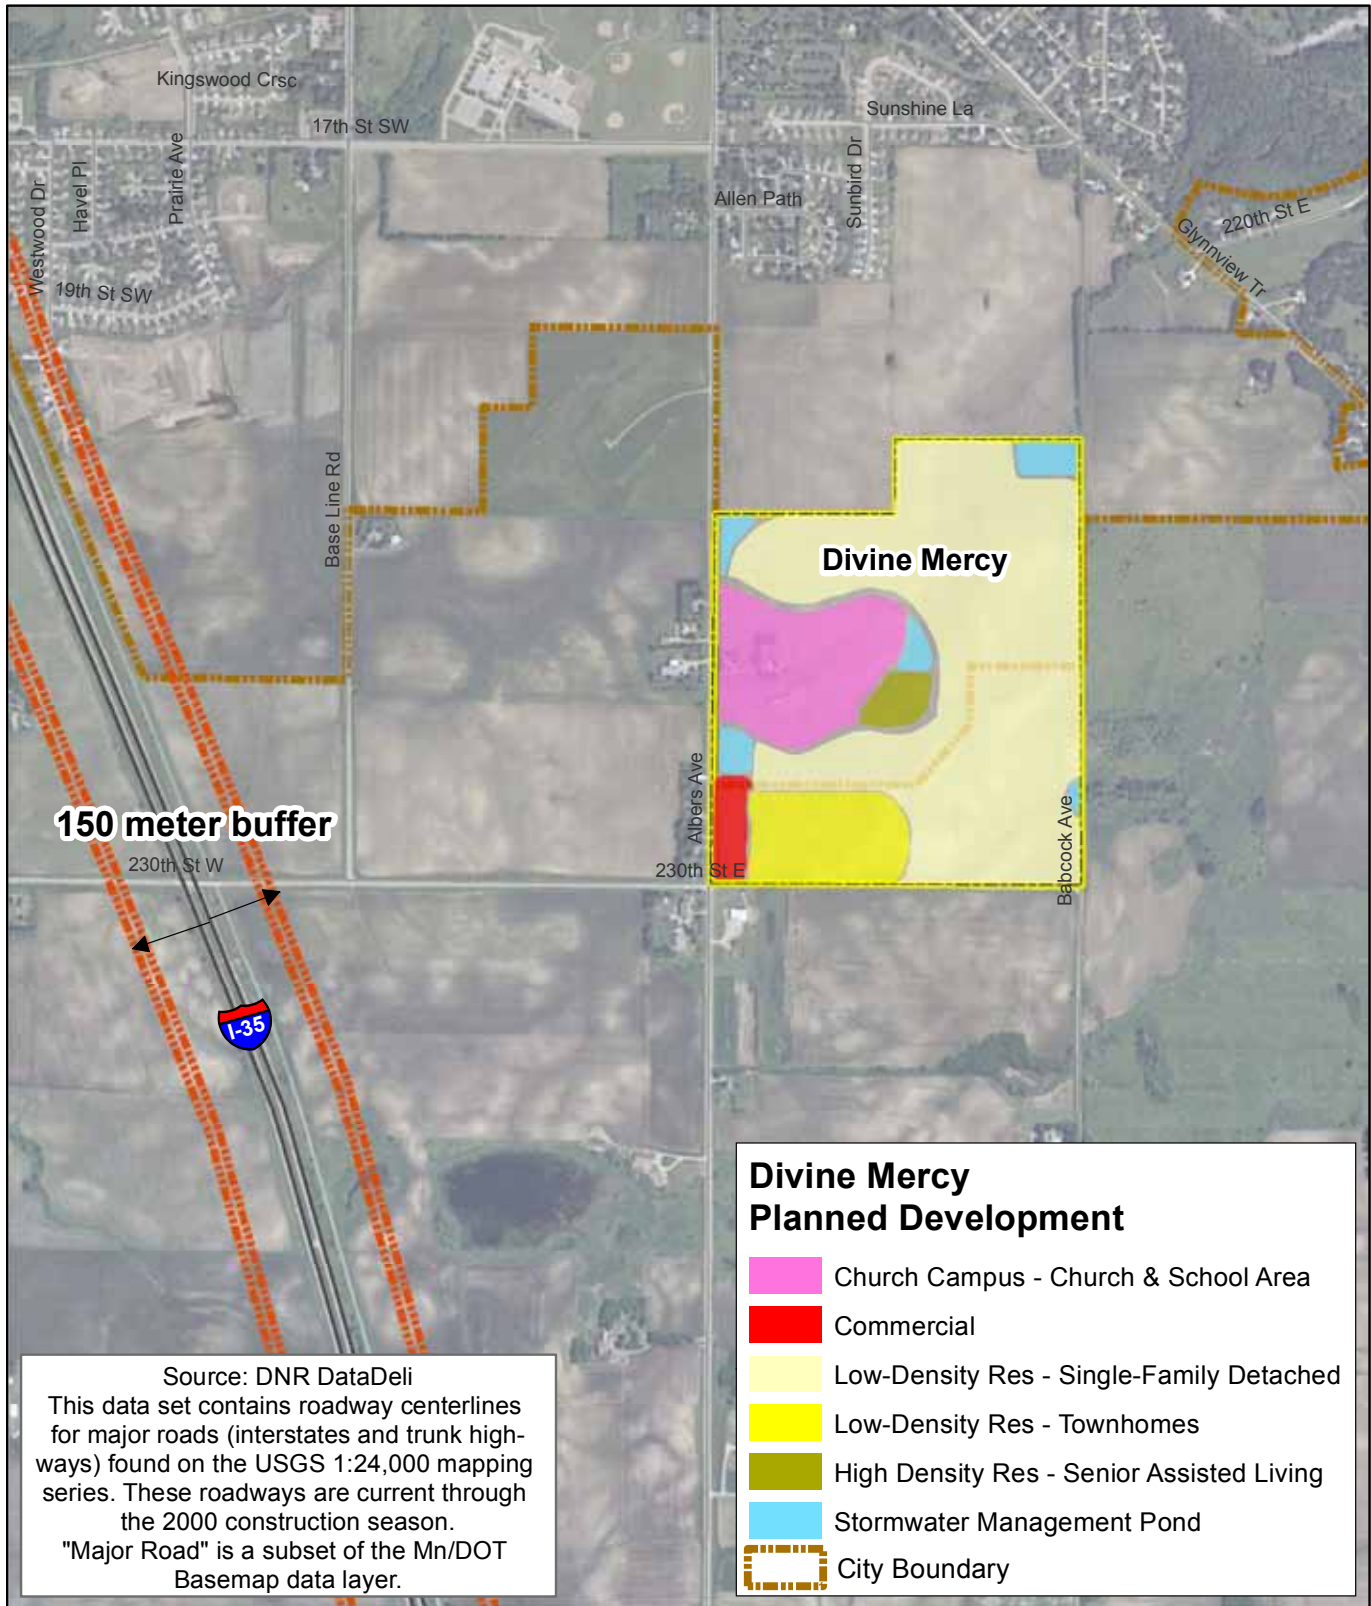 Kingswood Crsc
17th St SW
Sunshine La
Westwood Dr
Havel Pl
Prairie Ave
Allen Path
Sunbird Dr
220th St E
Glynnview Tr
19th St SW
Base Line Rd
Divine Mercy
Albers Ave
Babcock Ave
150 meter buffer
230th St W
230th St E
I-35
Divine Mercy
Planned Development
Church Campus - Church & School Area
Commercial
Low-Density Res - Single-Family Detached
Low-Density Res - Townhomes
High Density Res - Senior Assisted Living
Stormwater Management Pond
City Boundary
Source: DNR DataDeli
This data set contains roadway centerlines
for major roads (interstates and trunk high-
ways) found on the USGS 1:24,000 mapping
series. These roadways are current through
the 2000 construction season.
"Major Road" is a subset of the Mn/DOT
Basemap data layer.